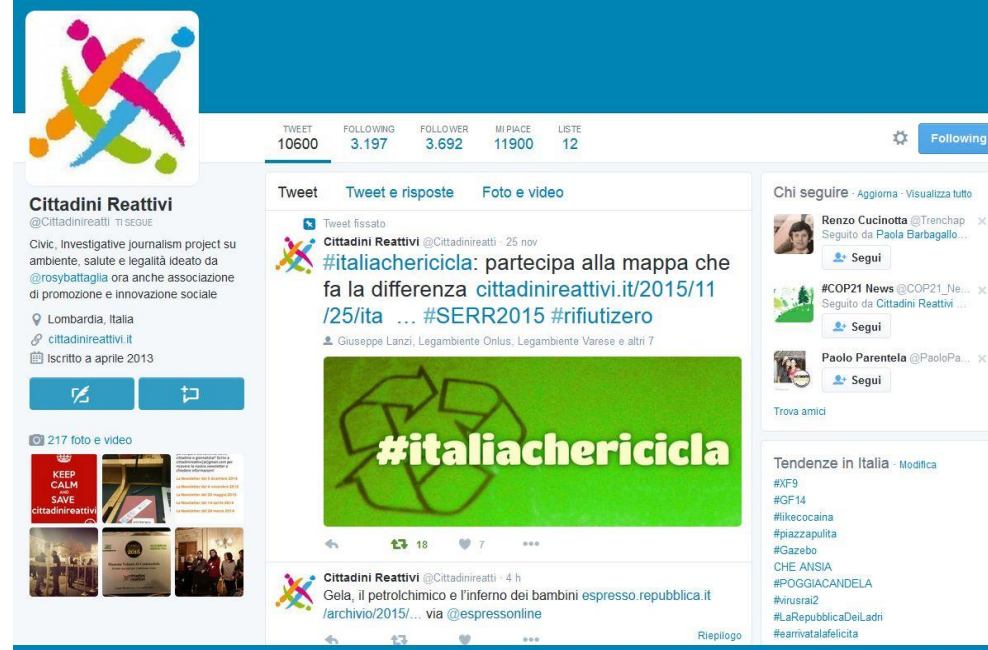 TWEET
10600
FOLLOWING
3.197
FOLLOWER
3.692
MI PIACE
11900
LISTE
12
Following
Cittadini Reattivi
@Cittadinireatti TI SEGUE
Civic, Investigative journalism project su
ambiente, salute e legalità ideato da
@rosybattaglia ora anche associazione
di promozione e innovazione sociale
Lombardia, Italia
cittadinireattivi.it
Iscritto a aprile 2013
217 foto e video
KEEP
CALM
AND
SAVE
cittadinireattivi
2015
Tweet
Tweet e risposte
Foto e video
Tweet fissato
Cittadini Reattivi @Cittadinireatti · 25 nov
#italiachericicla: partecipa alla mappa che
fa la differenza cittadinireattivi.it/2015/11
/25/ita … #SERR2015 #rifiutizero
Giuseppe Lanzi, Legambiente Onlus, Legambiente Varese e altri 7
#italiachericicla
18
7
Cittadini Reattivi @Cittadinireatti · 4 h
Gela, il petrolchimico e l'inferno dei bambini espresso.repubblica.it
/archivio/2015/… via @espressonline
Riepilogo
Chi seguire · Aggiorna · Visualizza tutto
Renzo Cucinotta @Trenchap
Seguito da Paola Barbagallo...
Segui
#COP21 News @COP21_Ne...
Seguito da Cittadini Reattivi ...
Segui
Paolo Parentela @PaoloPa...
Segui
Trova amici
Tendenze in Italia · Modifica
#XF9
#GF14
#likecocaina
#piazzapulita
#Gazebo
CHE ANSIA
#POGGIACANDELA
#virusrai2
#LaRepubblicaDeiLadri
#earrivatalafelicita